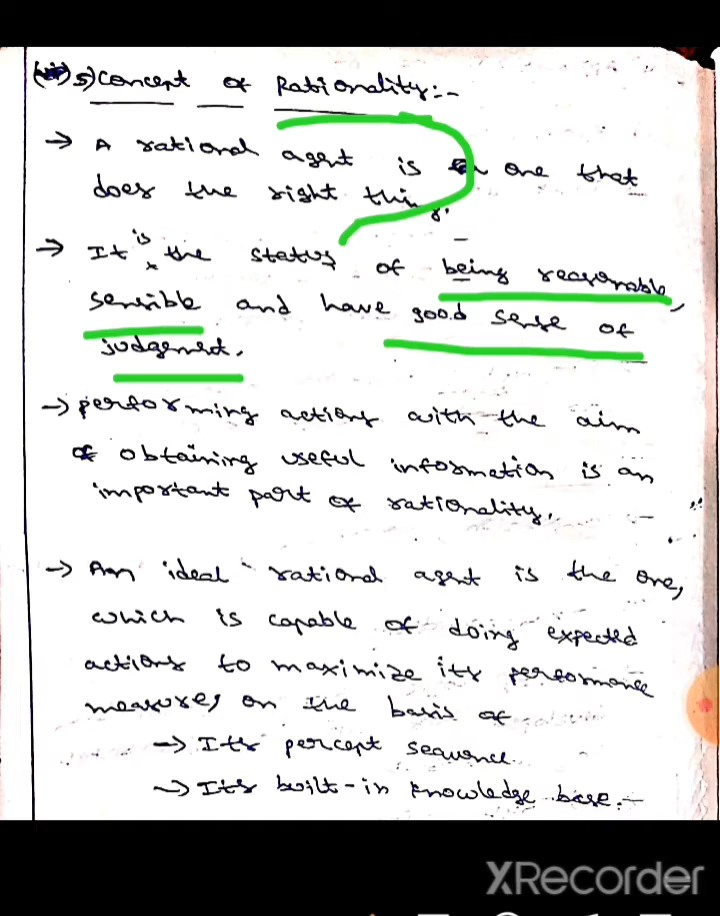 5) Concept of Rationality:-
→ A rational agent is one that
does the right thing.
→ It is the status of being reasonable,
sensible and have good sense of
judgement.
→ performing actions with the aim
of obtaining useful information is an
important part of rationality.
→ An ideal rational agent is the one,
which is capable of doing expected
actions to maximize its performance
measure, on the basis of
→ It's percept sequence.
→ It's built-in knowledge base.
XRecorder